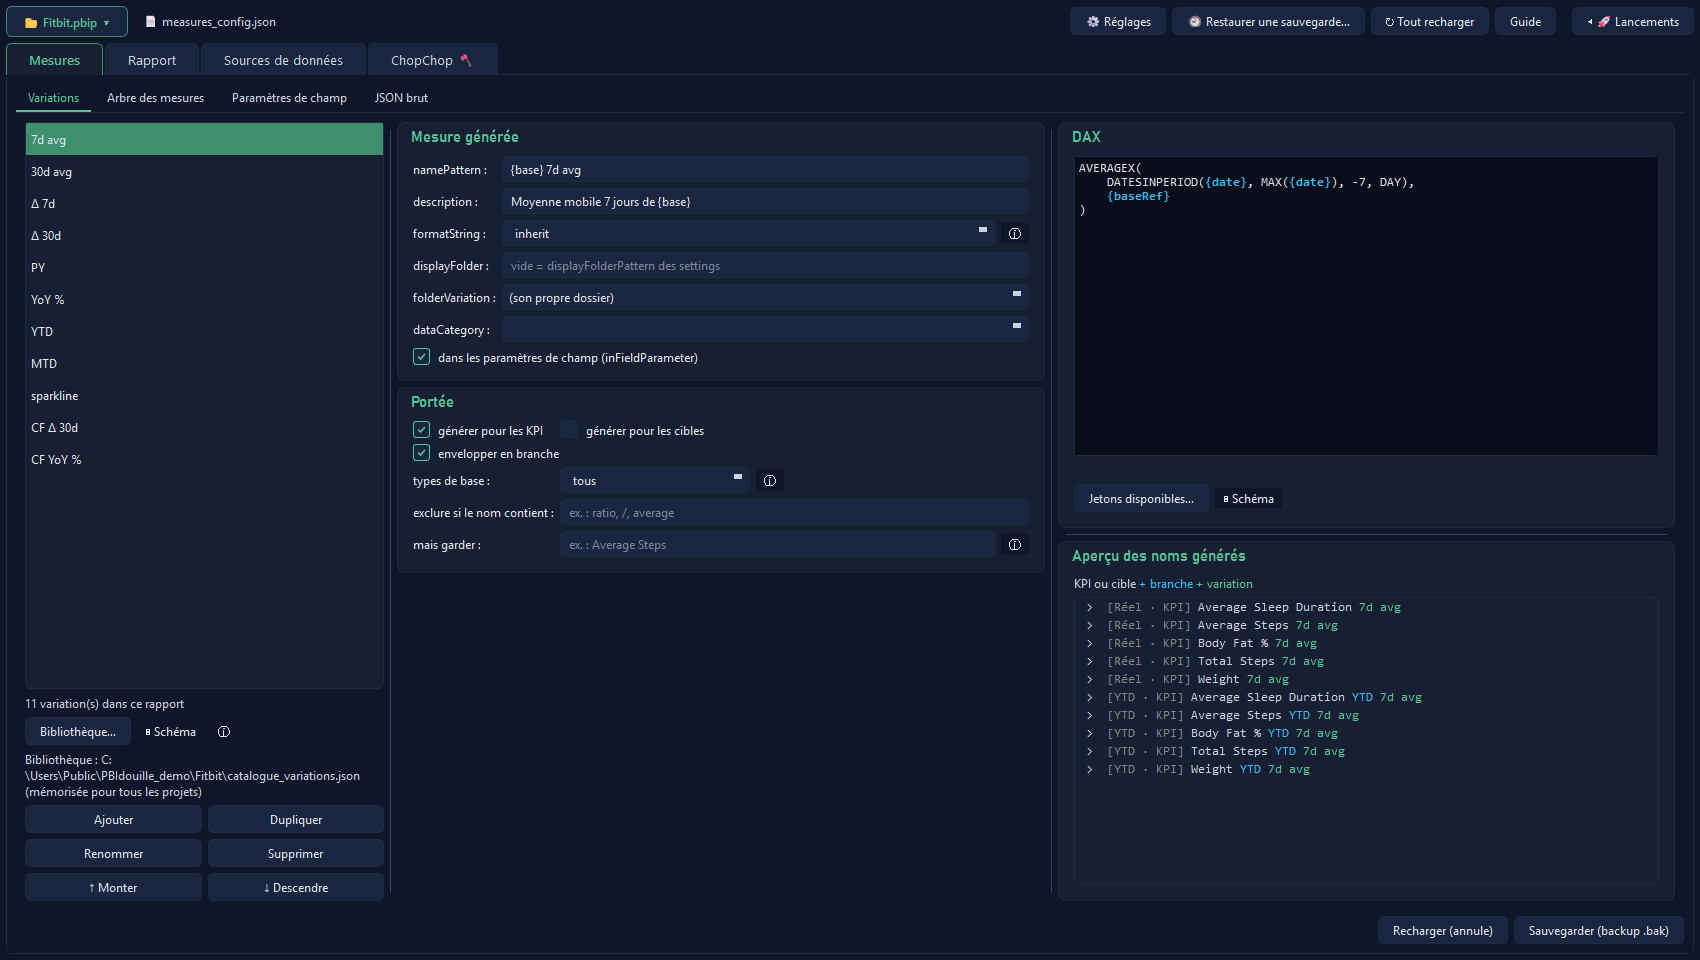 Fitbit.pbip
measures_config.json
Réglages
Restaurer une sauvegarde...
↻ Tout recharger
Guide
Lancements
Mesures
Rapport
Sources de données
ChopChop
Variations
Arbre des mesures
Paramètres de champ
JSON brut
7d avg
30d avg
Δ 7d
Δ 30d
PY
YoY %
YTD
MTD
sparkline
CF Δ 30d
CF YoY %
11 variation(s) dans ce rapport
Bibliothèque...
Schéma
Bibliothèque : C:
\Users\Public\PBIdouille_demo\Fitbit\catalogue_variations.json
(mémorisée pour tous les projets)
Ajouter
Dupliquer
Renommer
Supprimer
↑ Monter
↓ Descendre
Mesure générée
namePattern : {base} 7d avg
description : Moyenne mobile 7 jours de {base}
formatString : inherit
displayFolder : vide = displayFolderPattern des settings
folderVariation : (son propre dossier)
dataCategory :
dans les paramètres de champ (inFieldParameter)
Portée
générer pour les KPI
générer pour les cibles
envelopper en branche
types de base : tous
exclure si le nom contient : ex. : ratio, /, average
mais garder : ex. : Average Steps
DAX
AVERAGEX(
DATESINPERIOD({date}, MAX({date}), -7, DAY),
{baseRef}
)
Jetons disponibles...
Schéma
Aperçu des noms générés
KPI ou cible + branche + variation
[Réel · KPI] Average Sleep Duration 7d avg
[Réel · KPI] Average Steps 7d avg
[Réel · KPI] Body Fat % 7d avg
[Réel · KPI] Total Steps 7d avg
[Réel · KPI] Weight 7d avg
[YTD · KPI] Average Sleep Duration YTD 7d avg
[YTD · KPI] Average Steps YTD 7d avg
[YTD · KPI] Body Fat % YTD 7d avg
[YTD · KPI] Total Steps YTD 7d avg
[YTD · KPI] Weight YTD 7d avg
Recharger (annule)
Sauvegarder (backup .bak)